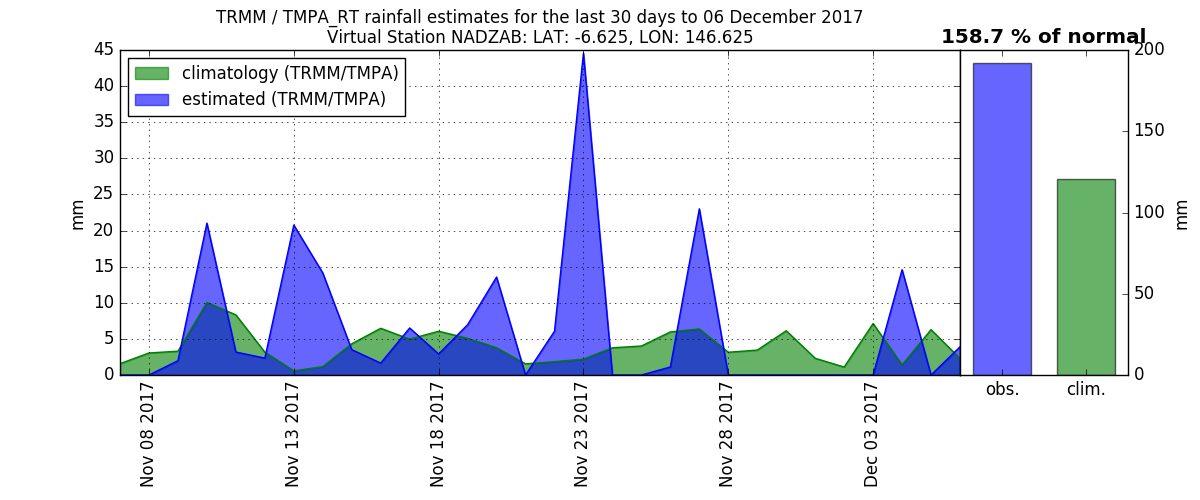 TRMM / TMPA_RT rainfall estimates for the last 30 days to 06 December 2017
Virtual Station NADZAB: LAT: -6.625, LON: 146.625
158.7 % of normal
climatology (TRMM/TMPA)
estimated (TRMM/TMPA)
mm
45
40
35
30
25
20
15
10
5
0
Nov 08 2017
Nov 13 2017
Nov 18 2017
Nov 23 2017
Nov 28 2017
Dec 03 2017
200
150
100
50
0
mm
obs.
clim.